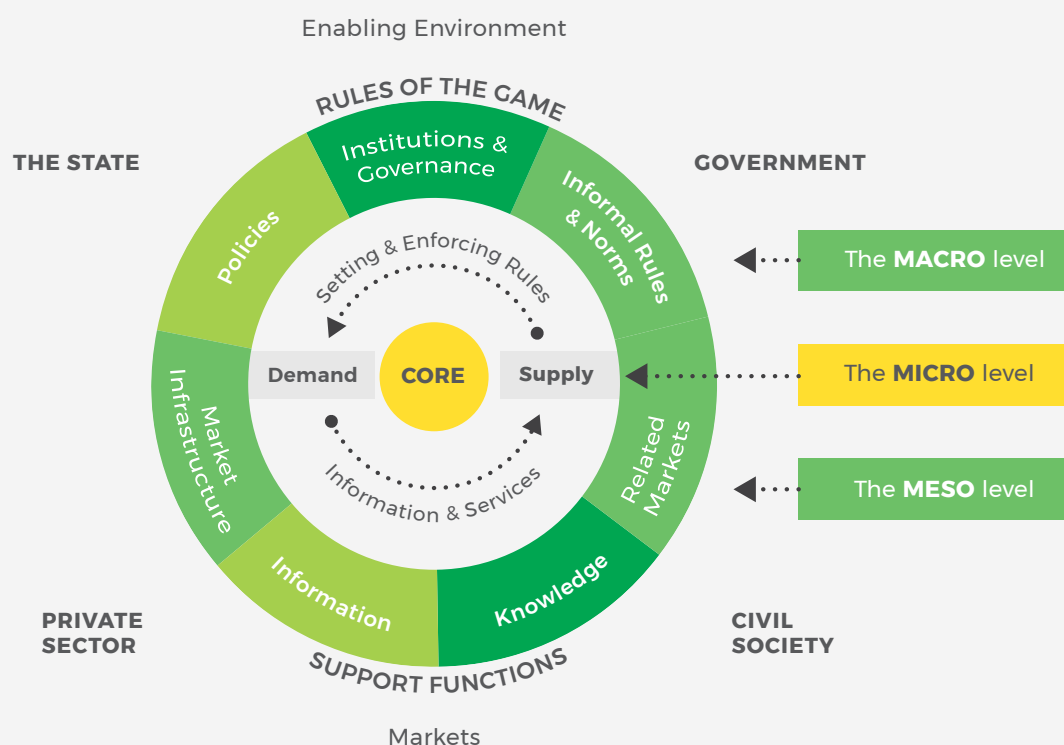 Enabling Environment
RULES OF THE GAME
THE STATE
GOVERNMENT
Institutions &
Governance
Informal Rules
& Norms
Policies
Setting & Enforcing Rules
The MACRO level
Demand
CORE
Supply
The MICRO level
Market
Infrastructure
Related
Markets
Information & Services
The MESO level
Information
Knowledge
PRIVATE
SECTOR
CIVIL
SOCIETY
SUPPORT FUNCTIONS
Markets